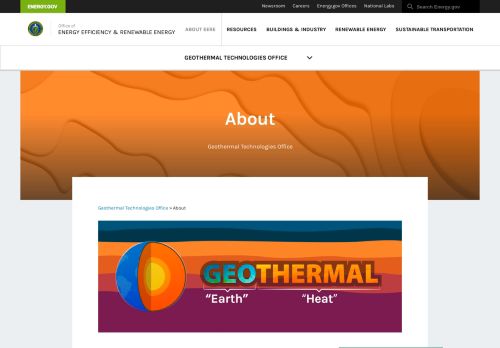 ENERGY.GOV
Newsroom Careers Energy.gov Offices National Labs Search Energy.gov
Office of
ENERGY EFFICIENCY & RENEWABLE ENERGY
ABOUT EERE RESOURCES BUILDINGS & INDUSTRY RENEWABLE ENERGY SUSTAINABLE TRANSPORTATION
GEOTHERMAL TECHNOLOGIES OFFICE
About
Geothermal Technologies Office
Geothermal Technologies Office > About
GEOTHERMAL
“Earth” “Heat”